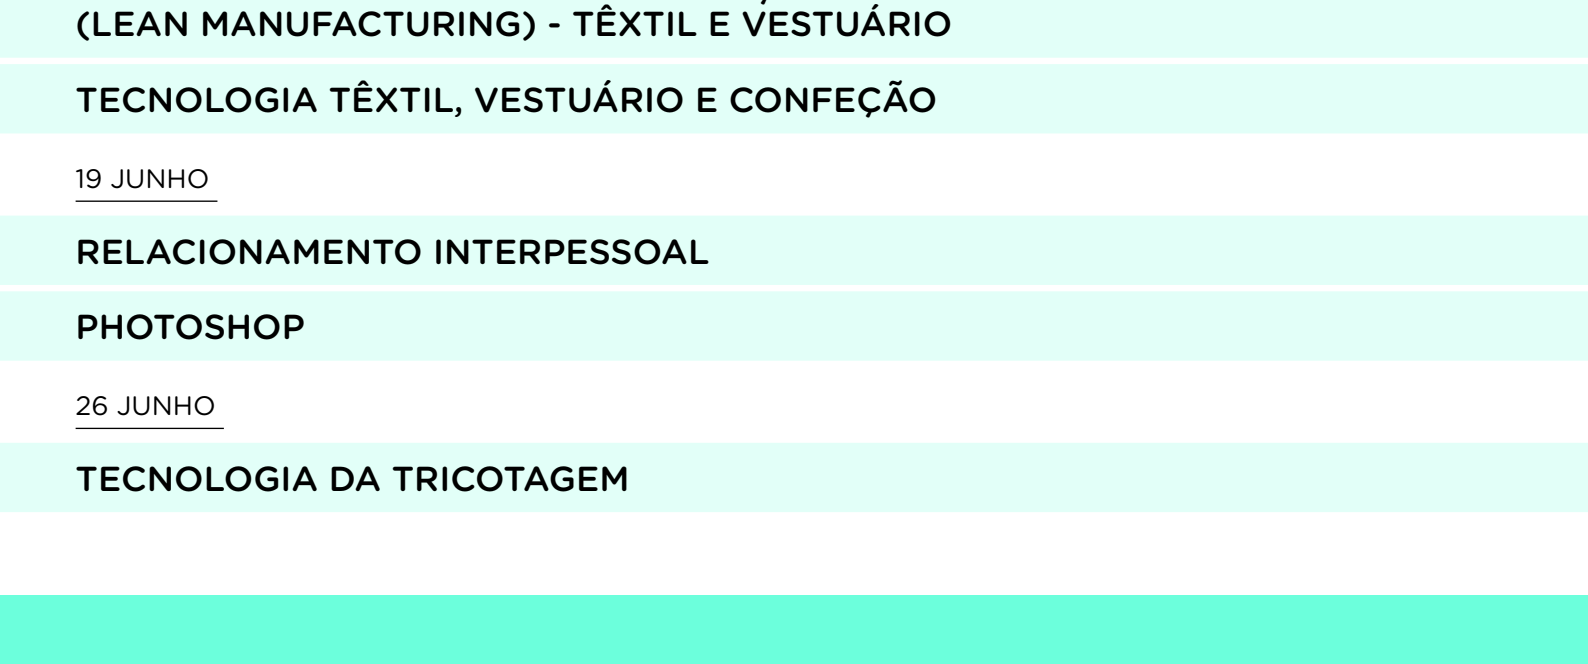 (LEAN MANUFACTURING) - TÊXTIL E VESTUÁRIO
TECNOLOGIA TÊXTIL, VESTUÁRIO E CONFEÇÃO
19 JUNHO
RELACIONAMENTO INTERPESSOAL
PHOTOSHOP
26 JUNHO
TECNOLOGIA DA TRICOTAGEM